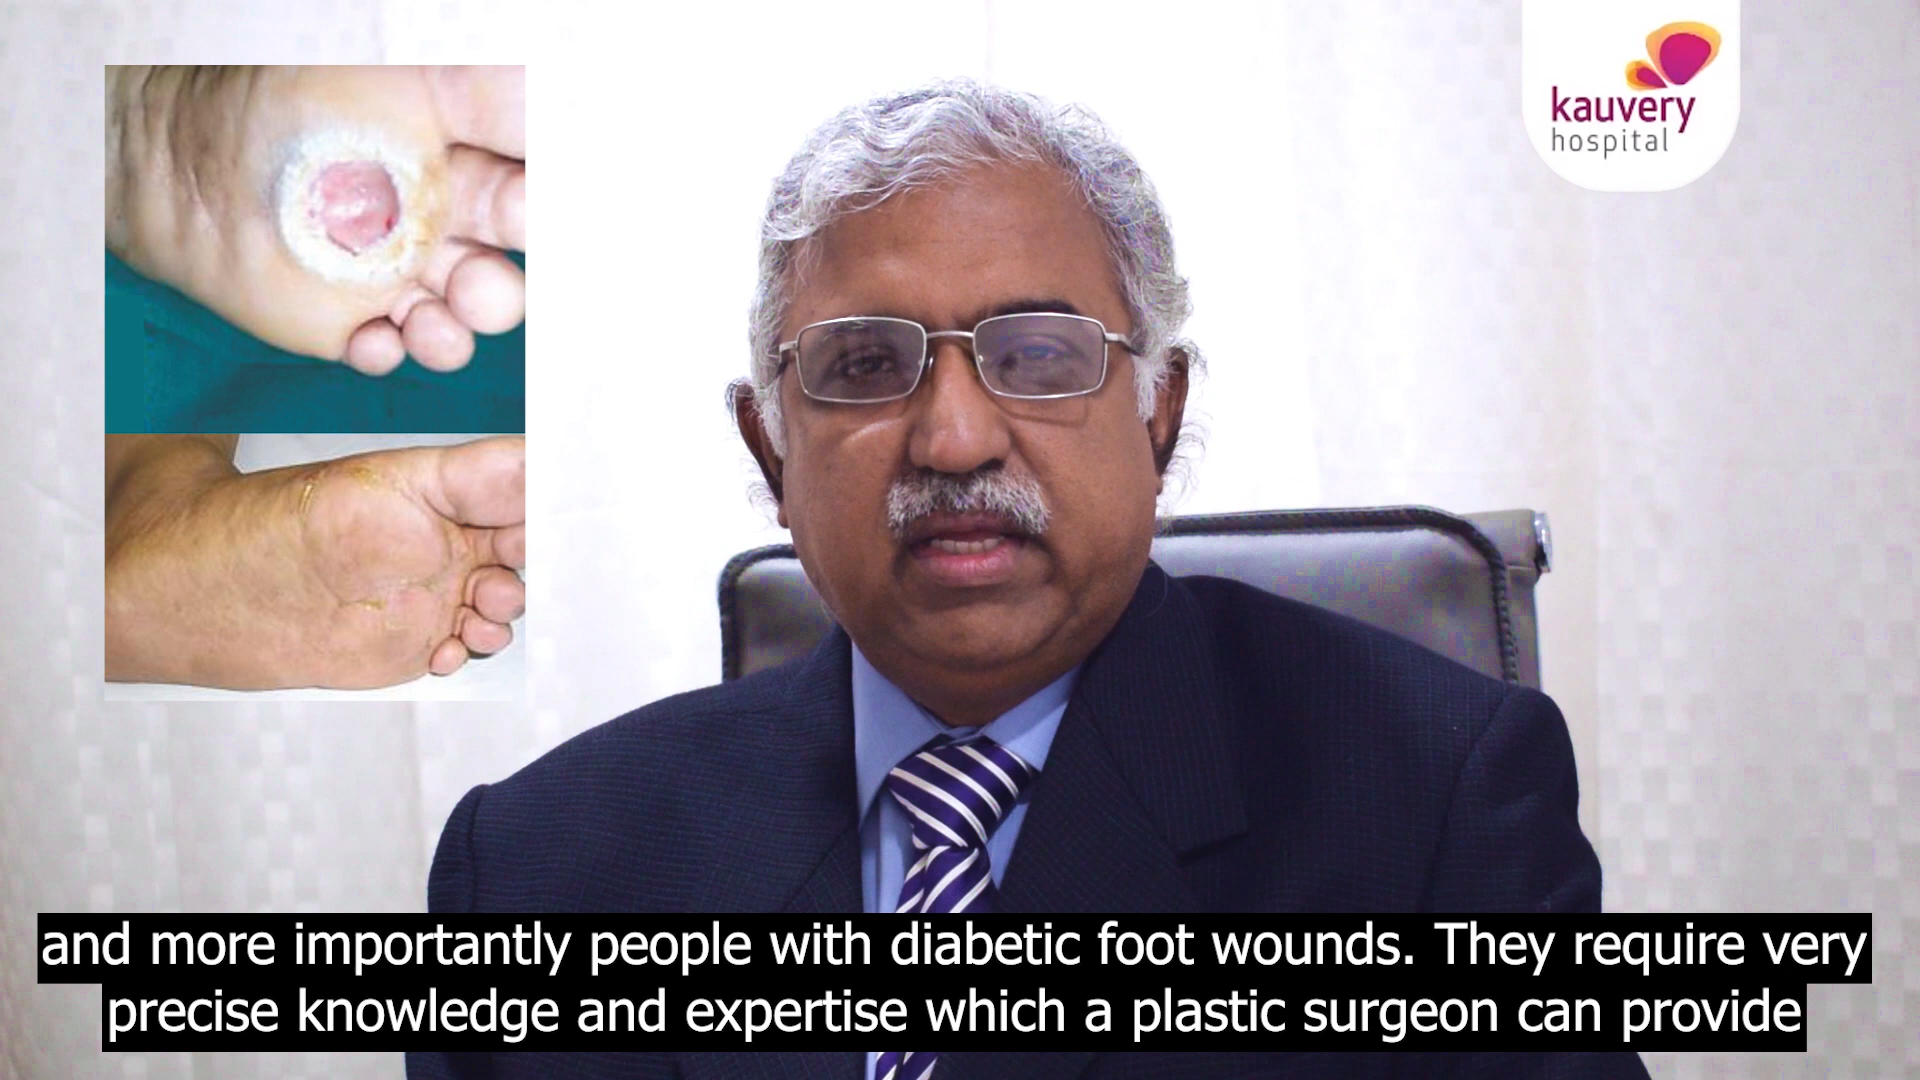 kauvery
hospital
and more importantly people with diabetic foot wounds. They require very
precise knowledge and expertise which a plastic surgeon can provide